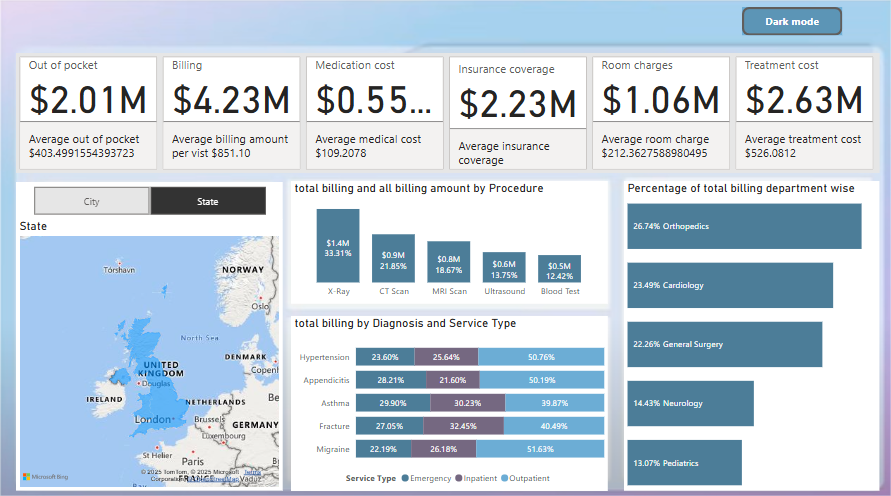 Dark mode
Out of pocket
$2.01M
Average out of pocket
$403.4991554393723
Billing
$4.23M
Average billing amount
per vist $851.10
Medication cost
$0.55...
Average medical cost
$109.2078
Insurance coverage
$2.23M
Average insurance
coverage
Room charges
$1.06M
Average room charge
$212.3627588980495
Treatment cost
$2.63M
Average treatment cost
$526.0812
City
State
State
Tórshavn
NORWAY
Oslo
North Sea
DENMARK
Copenh
UNITED
KINGDOM
Douglas
IRELAND
NETHERLANDS
Be
London
Brussels
GERMANY
Luxembourg
St Helier
Paris
FRANCE
Vaduz
Microsoft Bing
© 2025 TomTom, © 2025 Microsoft
Corporation, © OpenStreetMap
Terms
total billing and all billing amount by Procedure
$1.4M
33.31%
$0.9M
21.85%
$0.8M
18.67%
$0.6M
13.75%
$0.5M
12.42%
X-Ray
CT Scan
MRI Scan
Ultrasound
Blood Test
total billing by Diagnosis and Service Type
Hypertension 23.60% 25.64% 50.76%
Appendicitis 28.21% 21.60% 50.19%
Asthma 29.90% 30.23% 39.87%
Fracture 27.05% 32.45% 40.49%
Migraine 22.19% 26.18% 51.63%
Service Type Emergency Inpatient Outpatient
Percentage of total billing department wise
26.74% Orthopedics
23.49% Cardiology
22.26% General Surgery
14.43% Neurology
13.07% Pediatrics